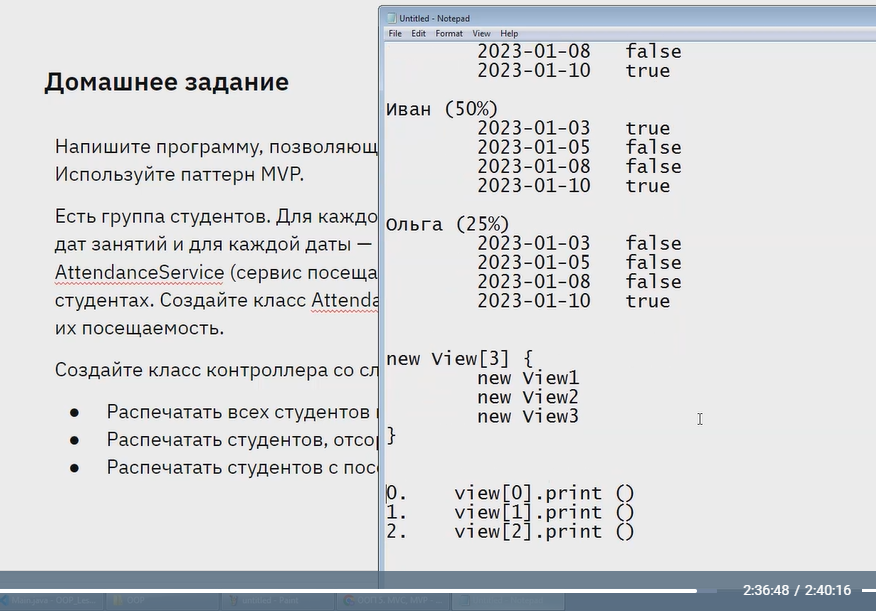 Untitled - Notepad
File Edit Format View Help
2023-01-08 false
2023-01-10 true
Иван (50%)
2023-01-03 true
2023-01-05 false
2023-01-08 false
2023-01-10 true
Ольга (25%)
2023-01-03 false
2023-01-05 false
2023-01-08 false
2023-01-10 true
new View[3] {
new View1
new View2
new View3
}
0. view[0].print ()
1. view[1].print ()
2. view[2].print ()
Домашнее задание
Напишите программу, позволяющ
Используйте паттерн MVP.
Есть группа студентов. Для каждо
дат занятий и для каждой даты —
AttendanceService (сервис посеща
студентах. Создайте класс Attenda
их посещаемость.
Создайте класс контроллера со сл
● Распечатать всех студентов
● Распечатать студентов, отсор
● Распечатать студентов с посе
2:36:48 / 2:40:16